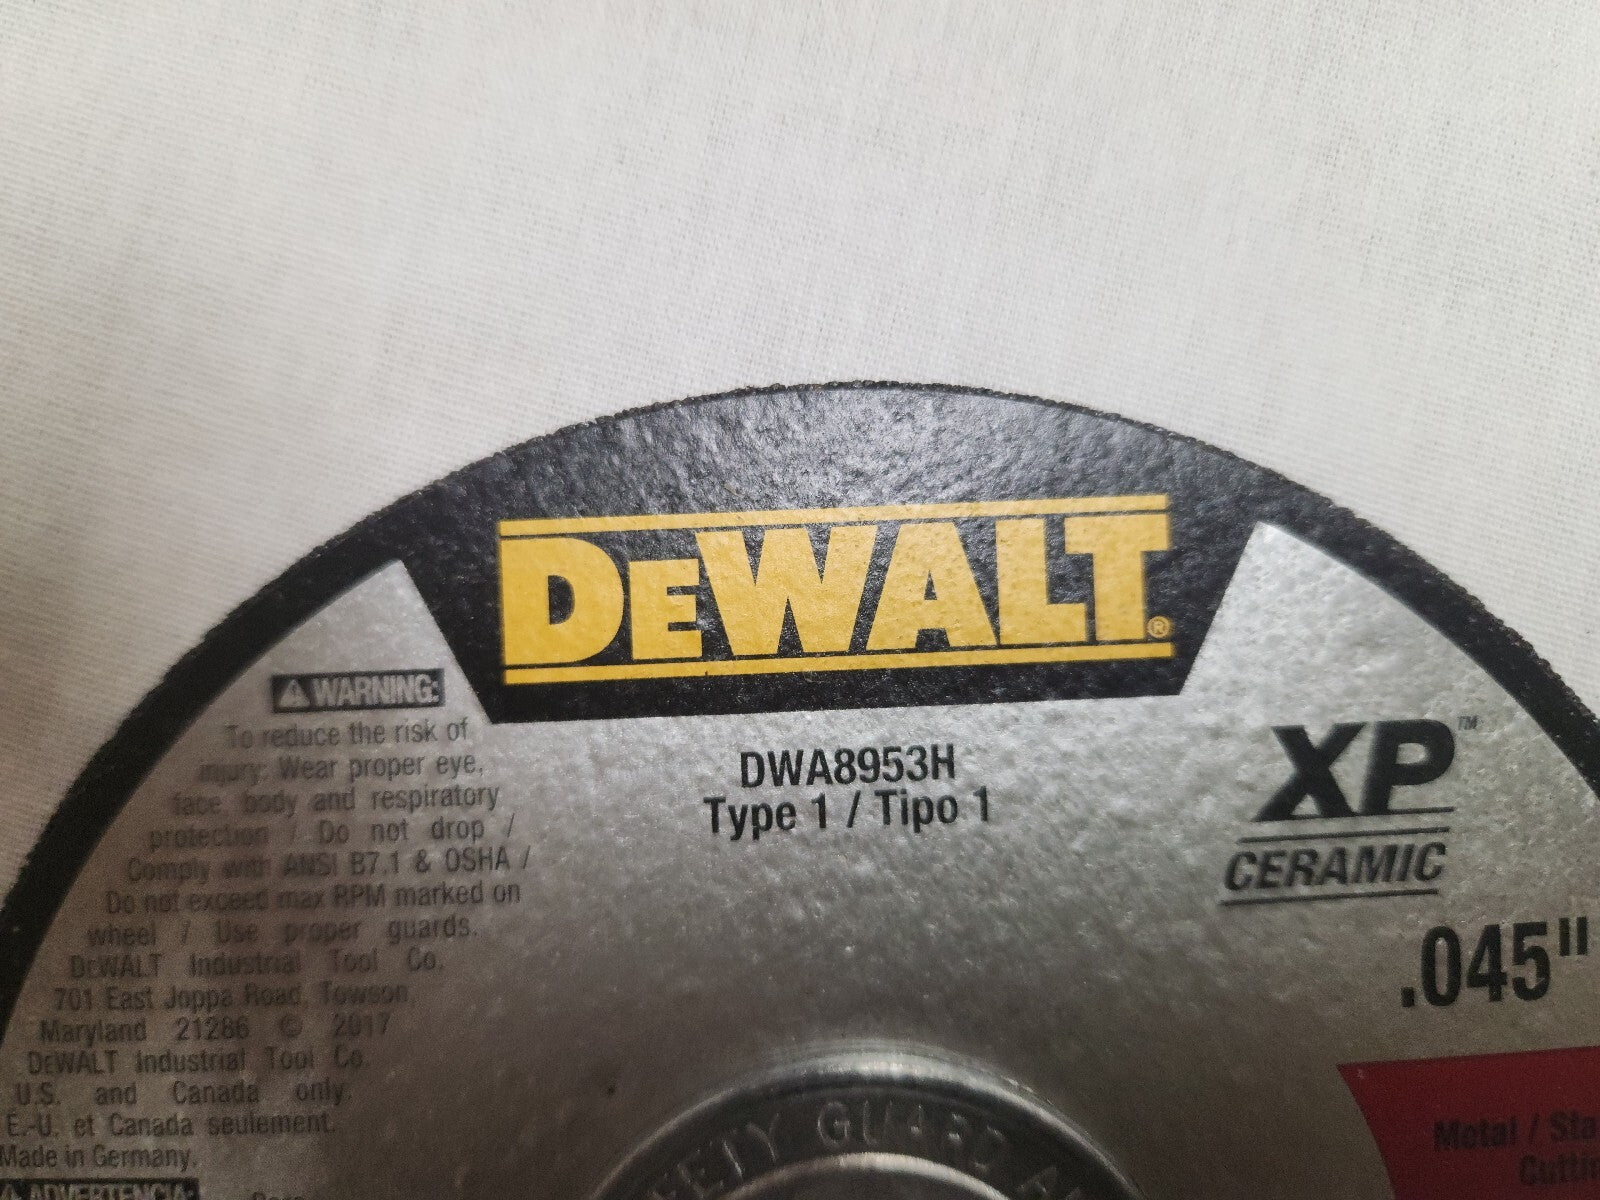 DEWALT®
WARNING:
To reduce the risk of
injury: Wear proper eye,
face, body and respiratory
protection / Do not drop /
Comply with ANSI B7.1 & OSHA /
Do not exceed max RPM marked on
wheel / Use proper guards.
DEWALT Industrial Tool Co.
701 East Joppa Road, Towson,
Maryland 21286 © 2017
DEWALT Industrial Tool Co.
U.S. and Canada only.
É.-U. et Canada seulement.
Made in Germany.
ADVERTENCIA:
DWA8953H
Type 1 / Tipo 1
XP™
CERAMIC
.045"
Metal /
GUARD